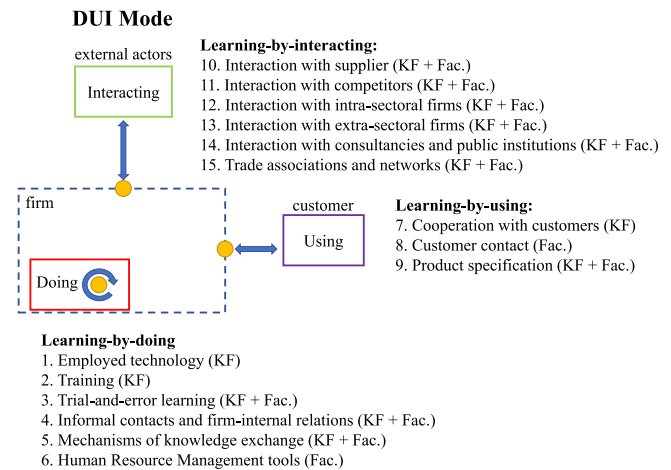 DUI Mode
external actors
Interacting
Learning-by-interacting:
10. Interaction with supplier (KF + Fac.)
11. Interaction with competitors (KF + Fac.)
12. Interaction with intra-sectoral firms (KF + Fac.)
13. Interaction with extra-sectoral firms (KF + Fac.)
14. Interaction with consultancies and public institutions (KF + Fac.)
15. Trade associations and networks (KF + Fac.)
firm
Doing
customer
Using
Learning-by-using:
7. Cooperation with customers (KF)
8. Customer contact (Fac.)
9. Product specification (KF + Fac.)
Learning-by-doing
1. Employed technology (KF)
2. Training (KF)
3. Trial-and-error learning (KF + Fac.)
4. Informal contacts and firm-internal relations (KF + Fac.)
5. Mechanisms of knowledge exchange (KF + Fac.)
6. Human Resource Management tools (Fac.)